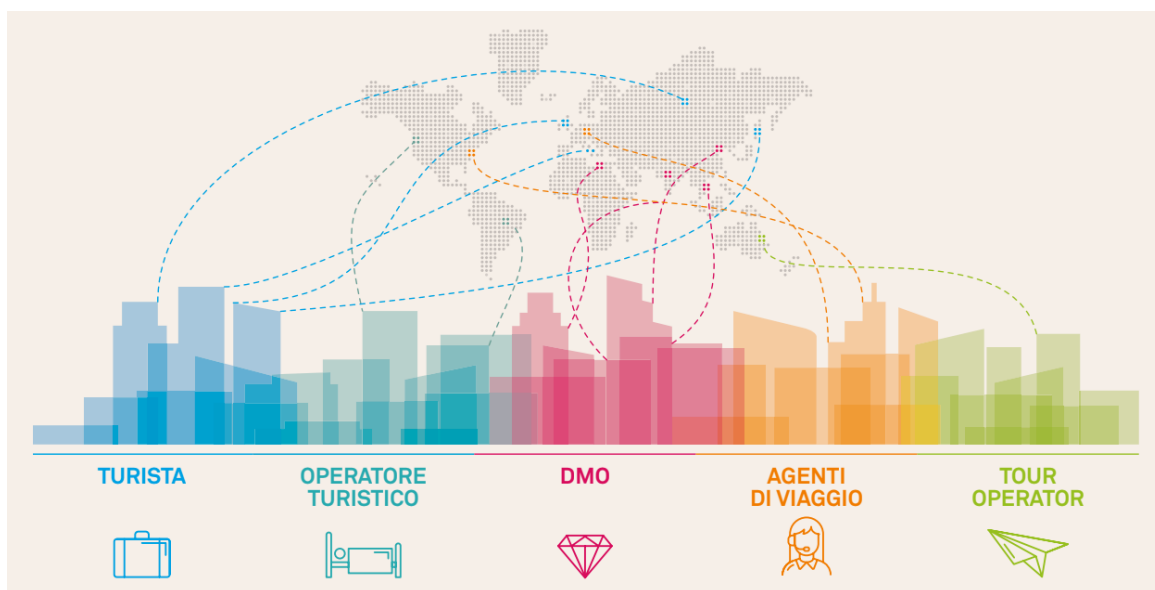 TURISTA
OPERATORE
TURISTICO
DMO
AGENTI
DI VIAGGIO
TOUR
OPERATOR